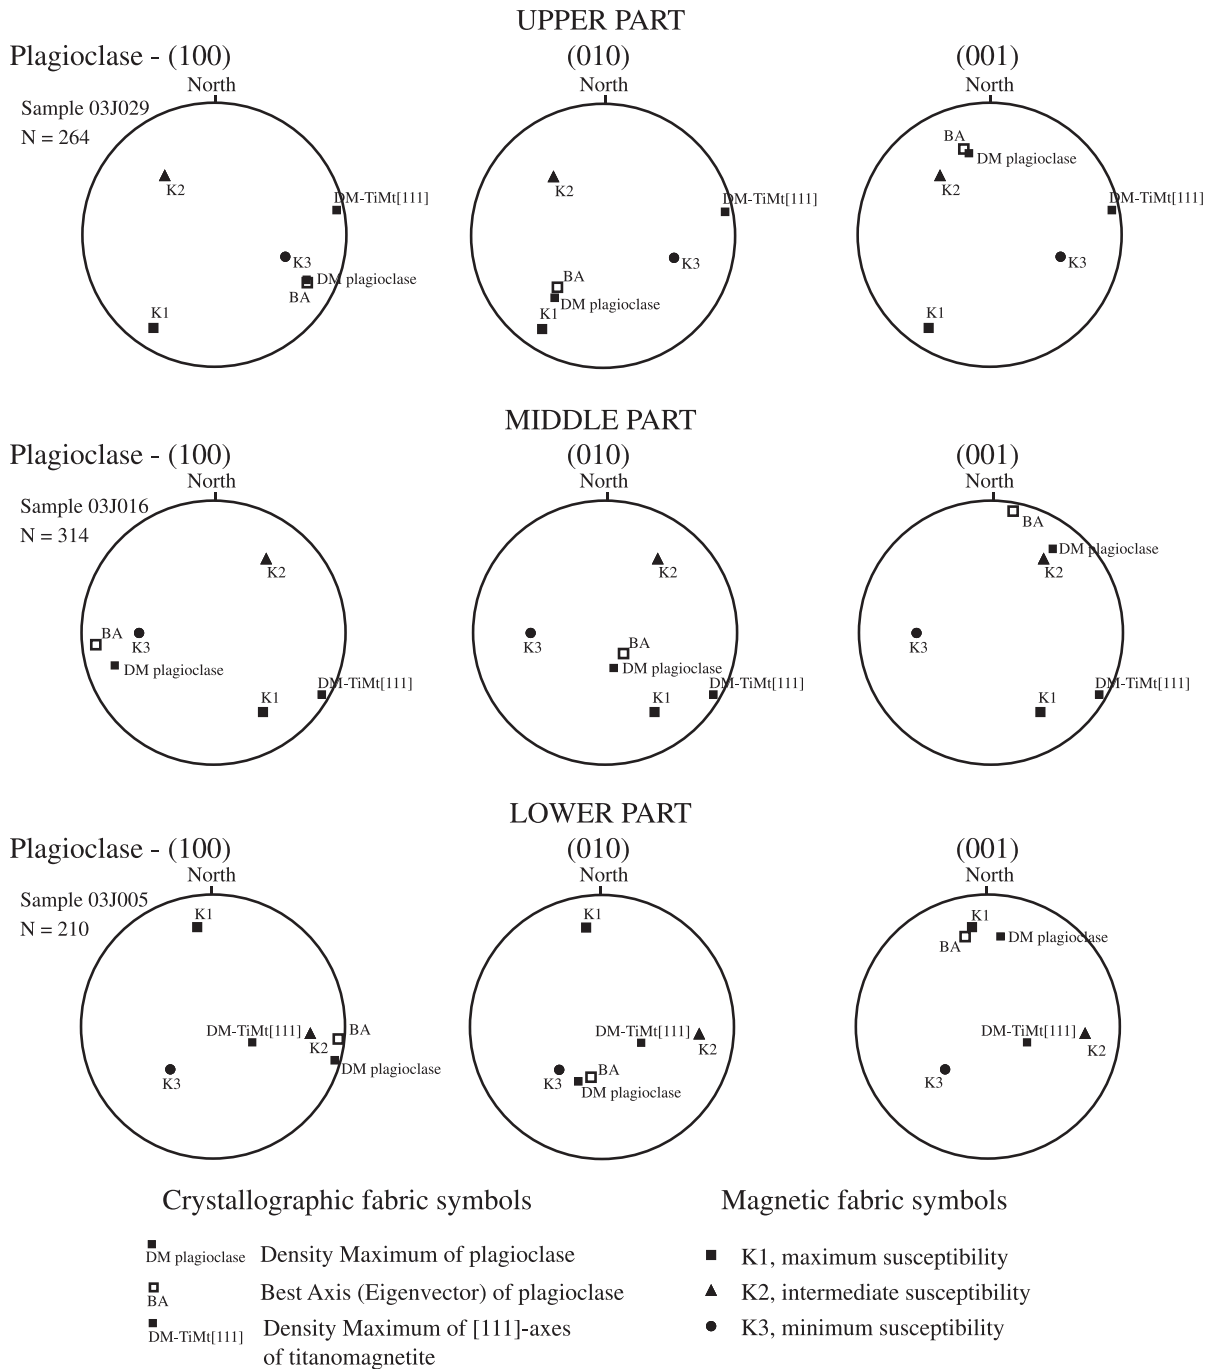 UPPER PART
Plagioclase - (100) (010) (001)
North North North
Sample 03J029
N = 264
K2
DM-TiMt[111]
K3
DM plagioclase
BA
K1
K2
DM-TiMt[111]
K3
BA
DM plagioclase
K1
BA
DM plagioclase
K2
DM-TiMt[111]
K3
K1
MIDDLE PART
Plagioclase - (100) (010) (001)
North North North
Sample 03J016
N = 314
K2
BA
K3
DM plagioclase
DM-TiMt[111]
K1
K2
K3
BA
DM plagioclase
DM-TiMt[111]
K1
BA
DM plagioclase
K2
K3
DM-TiMt[111]
K1
LOWER PART
Plagioclase - (100) (010) (001)
North North North
Sample 03J005
N = 210
K1
DM-TiMt[111]
BA
K2
DM plagioclase
K3
K1
DM-TiMt[111]
K2
K3
BA
DM plagioclase
K1
BA
DM plagioclase
DM-TiMt[111]
K2
K3
Crystallographic fabric symbols
DM plagioclase Density Maximum of plagioclase
BA Best Axis (Eigenvector) of plagioclase
DM-TiMt[111] Density Maximum of [111]-axes
of titanomagnetite
Magnetic fabric symbols
K1, maximum susceptibility
K2, intermediate susceptibility
K3, minimum susceptibility